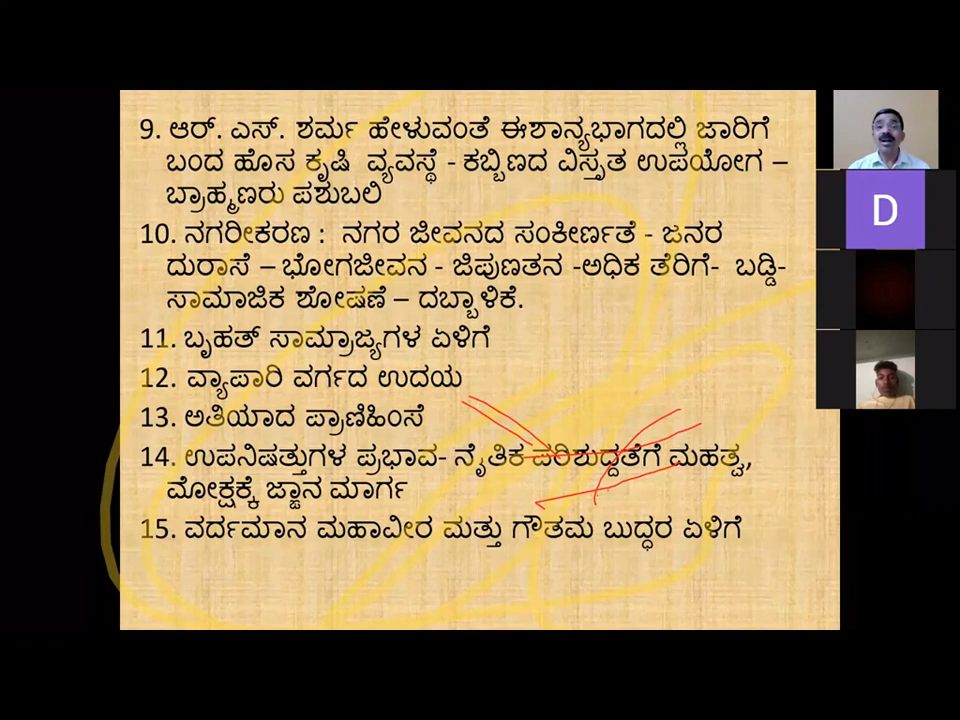 9. ಆರ್. ಎಸ್. ಶರ್ಮ ಹೇಳುವಂತೆ ಈಶಾನ್ಯಭಾಗದಲ್ಲಿ ಜಾರಿಗೆ
ಬಂದ ಹೊಸ ಕೃಷಿ ವ್ಯವಸ್ಥೆ - ಕಬ್ಬಿಣದ ವಿಸ್ತೃತ ಉಪಯೋಗ –
ಬ್ರಾಹ್ಮಣರು ಪಶುಬಲಿ
10. ನಗರೀಕರಣ : ನಗರ ಜೀವನದ ಸಂಕೀರ್ಣತೆ - ಜನರ
ದುರಾಸೆ – ಭೋಗಜೀವನ - ಜಿಪುಣತನ -ಅಧಿಕ ತೆರಿಗೆ- ಬಡ್ಡಿ-
ಸಾಮಾಜಿಕ ಶೋಷಣೆ – ದಬ್ಬಾಳಿಕೆ.
11. ಬೃಹತ್ ಸಾಮ್ರಾಜ್ಯಗಳ ಏಳಿಗೆ
12. ವ್ಯಾಪಾರಿ ವರ್ಗದ ಉದಯ
13. ಅತಿಯಾದ ಪ್ರಾಣಿಹಿಂಸೆ
14. ಉಪನಿಷತ್ತುಗಳ ಪ್ರಭಾವ- ನೈತಿಕ ಪರಿಶುದ್ದತೆಗೆ ಮಹತ್ವ,
ಮೋಕ್ಷಕ್ಕೆ ಜ್ಞಾನ ಮಾರ್ಗ
15. ವರ್ದಮಾನ ಮಹಾವೀರ ಮತ್ತು ಗೌತಮ ಬುದ್ಧರ ಏಳಿಗೆ
D